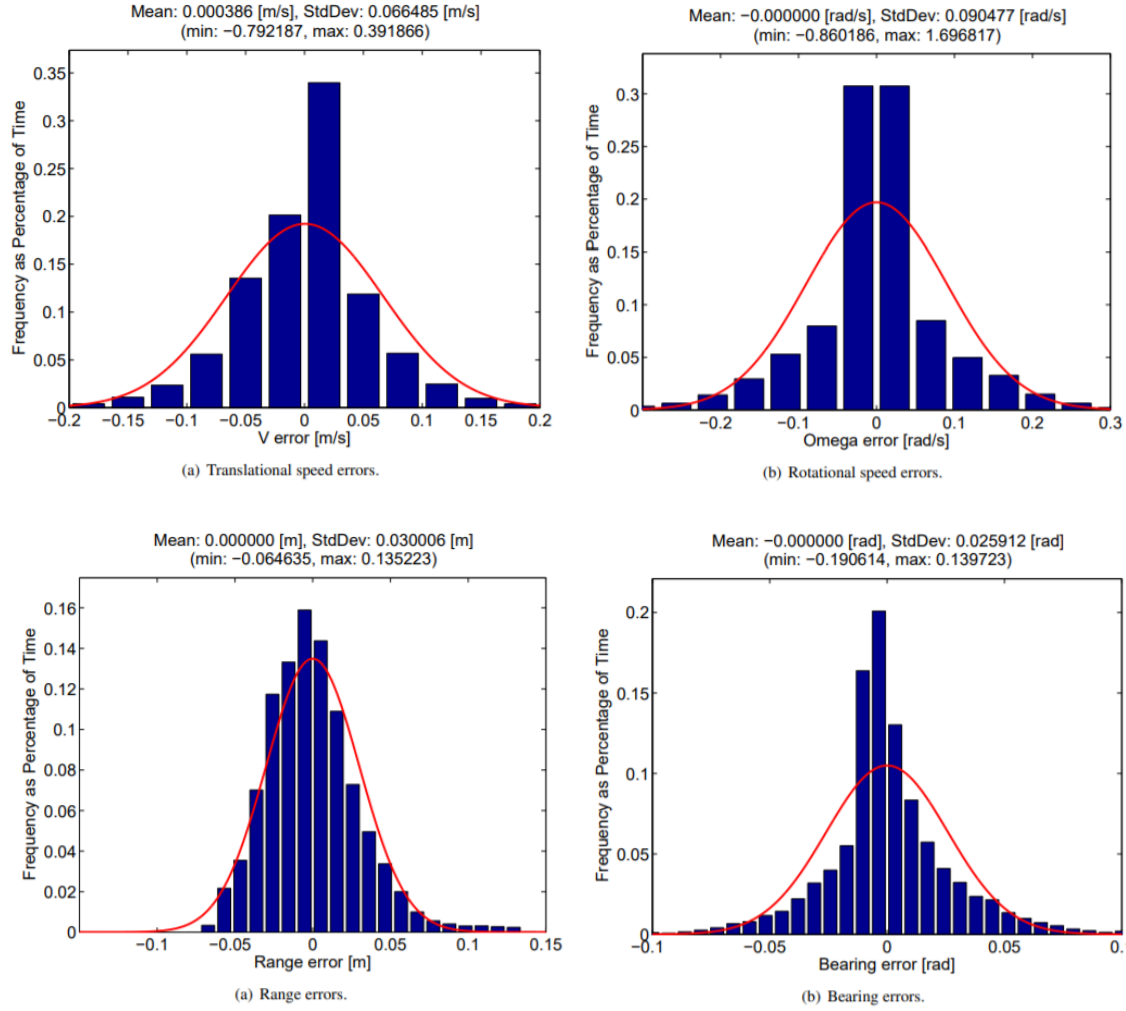 Mean: 0.000386 [m/s], StdDev: 0.066485 [m/s]
(min: −0.792187, max: 0.391866)
Frequency as Percentage of Time
0.35
0.3
0.25
0.2
0.15
0.1
0.05
0
−0.2 −0.15 −0.1 −0.05 0 0.05 0.1 0.15 0.2
V error [m/s]
(a) Translational speed errors.
Mean: −0.000000 [rad/s], StdDev: 0.090477 [rad/s]
(min: −0.860186, max: 1.696817)
Frequency as Percentage of Time
0.3
0.25
0.2
0.15
0.1
0.05
0
−0.2 −0.1 0 0.1 0.2 0.3
Omega error [rad/s]
(b) Rotational speed errors.
Mean: 0.000000 [m], StdDev: 0.030006 [m]
(min: −0.064635, max: 0.135223)
Frequency as Percentage of Time
0.16
0.14
0.12
0.1
0.08
0.06
0.04
0.02
0
−0.1 −0.05 0 0.05 0.1 0.15
Range error [m]
(a) Range errors.
Mean: −0.000000 [rad], StdDev: 0.025912 [rad]
(min: −0.190614, max: 0.139723)
Frequency as Percentage of Time
0.2
0.15
0.1
0.05
0
−0.1 −0.05 0 0.05
Bearing error [rad]
(b) Bearing errors.